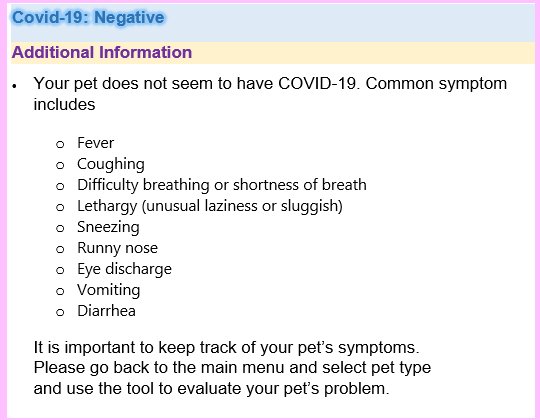 Covid-19: Negative
Additional Information
• Your pet does not seem to have COVID-19. Common symptom
includes
o Fever
o Coughing
o Difficulty breathing or shortness of breath
o Lethargy (unusual laziness or sluggish)
o Sneezing
o Runny nose
o Eye discharge
o Vomiting
o Diarrhea
It is important to keep track of your pet’s symptoms.
Please go back to the main menu and select pet type
and use the tool to evaluate your pet’s problem.